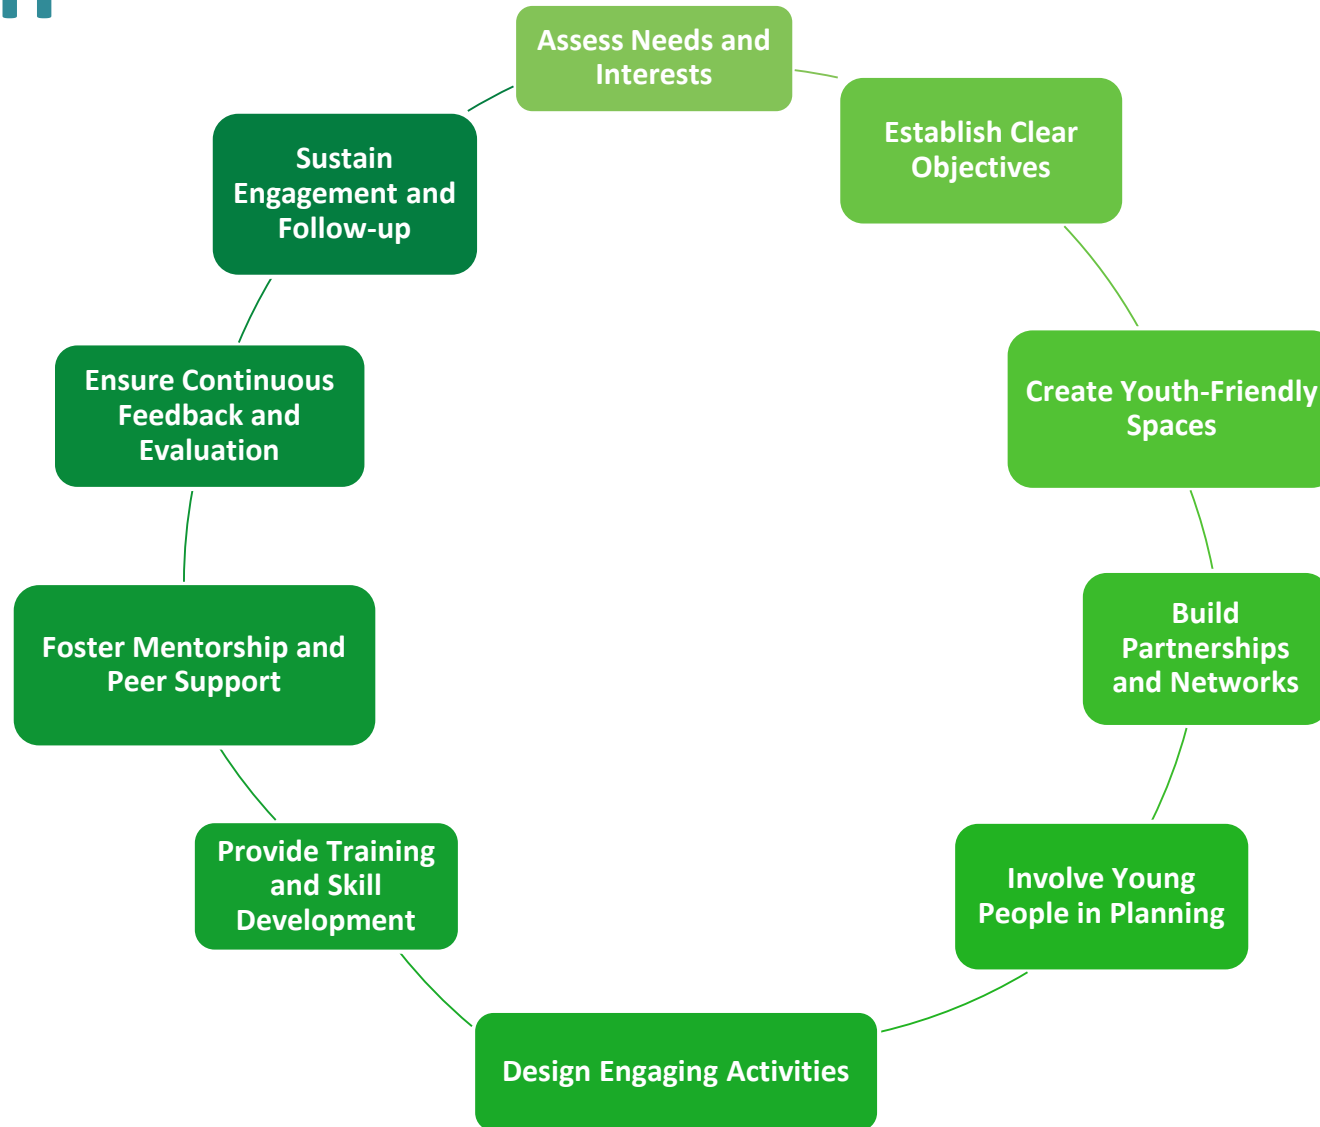 Assess Needs and
Interests
Establish Clear
Objectives
Create Youth-Friendly
Spaces
Build
Partnerships
and Networks
Involve Young
People in Planning
Design Engaging Activities
Provide Training
and Skill
Development
Foster Mentorship and
Peer Support
Ensure Continuous
Feedback and
Evaluation
Sustain
Engagement and
Follow-up